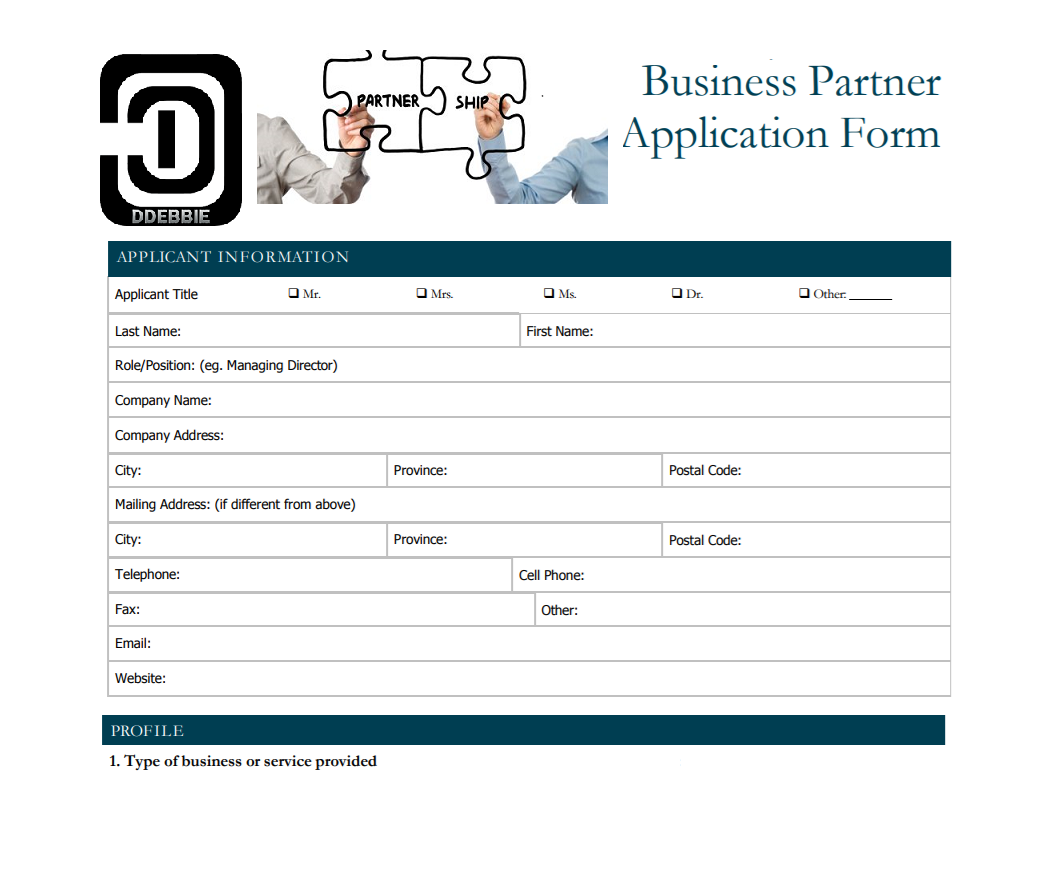 DDEBBIE
PARTNER SHIP
Business Partner
Application Form
APPLICANT INFORMATION
Applicant Title ❑ Mr. ❑ Mrs. ❑ Ms. ❑ Dr. ❑ Other: ______
Last Name: First Name:
Role/Position: (eg. Managing Director)
Company Name:
Company Address:
City: Province: Postal Code:
Mailing Address: (if different from above)
City: Province: Postal Code:
Telephone: Cell Phone:
Fax: Other:
Email:
Website:
PROFILE
1. Type of business or service provided